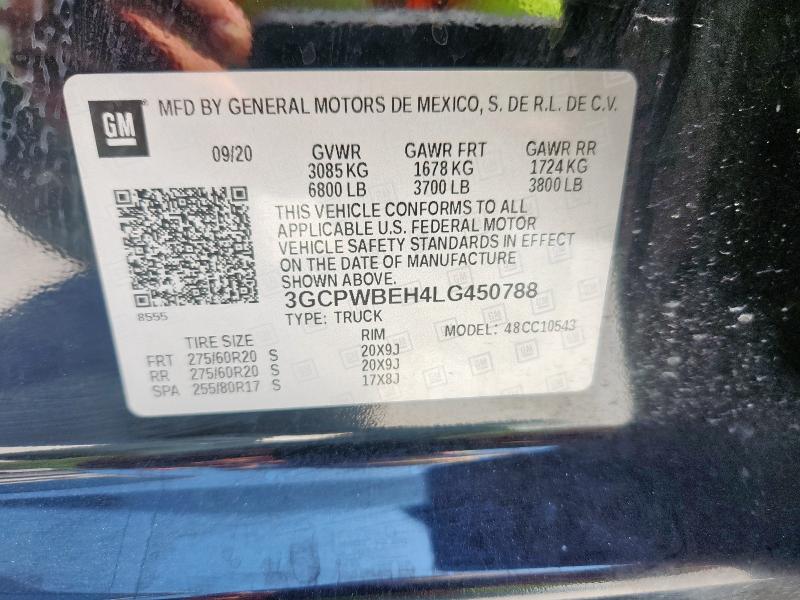 GM
MFD BY GENERAL MOTORS DE MEXICO, S. DE R.L. DE C.V.
09/20 GVWR GAWR FRT GAWR RR
3085 KG 1678 KG 1724 KG
6800 LB 3700 LB 3800 LB
THIS VEHICLE CONFORMS TO ALL
APPLICABLE U.S. FEDERAL MOTOR
VEHICLE SAFETY STANDARDS IN EFFECT
ON THE DATE OF MANUFACTURE
SHOWN ABOVE.
3GCPWBEH4LG450788
8555
TYPE: TRUCK MODEL: 48CC10543
TIRE SIZE RIM
FRT 275/60R20 S 20X9J
RR 275/60R20 S 20X9J
SPA 255/80R17 S 17X8J